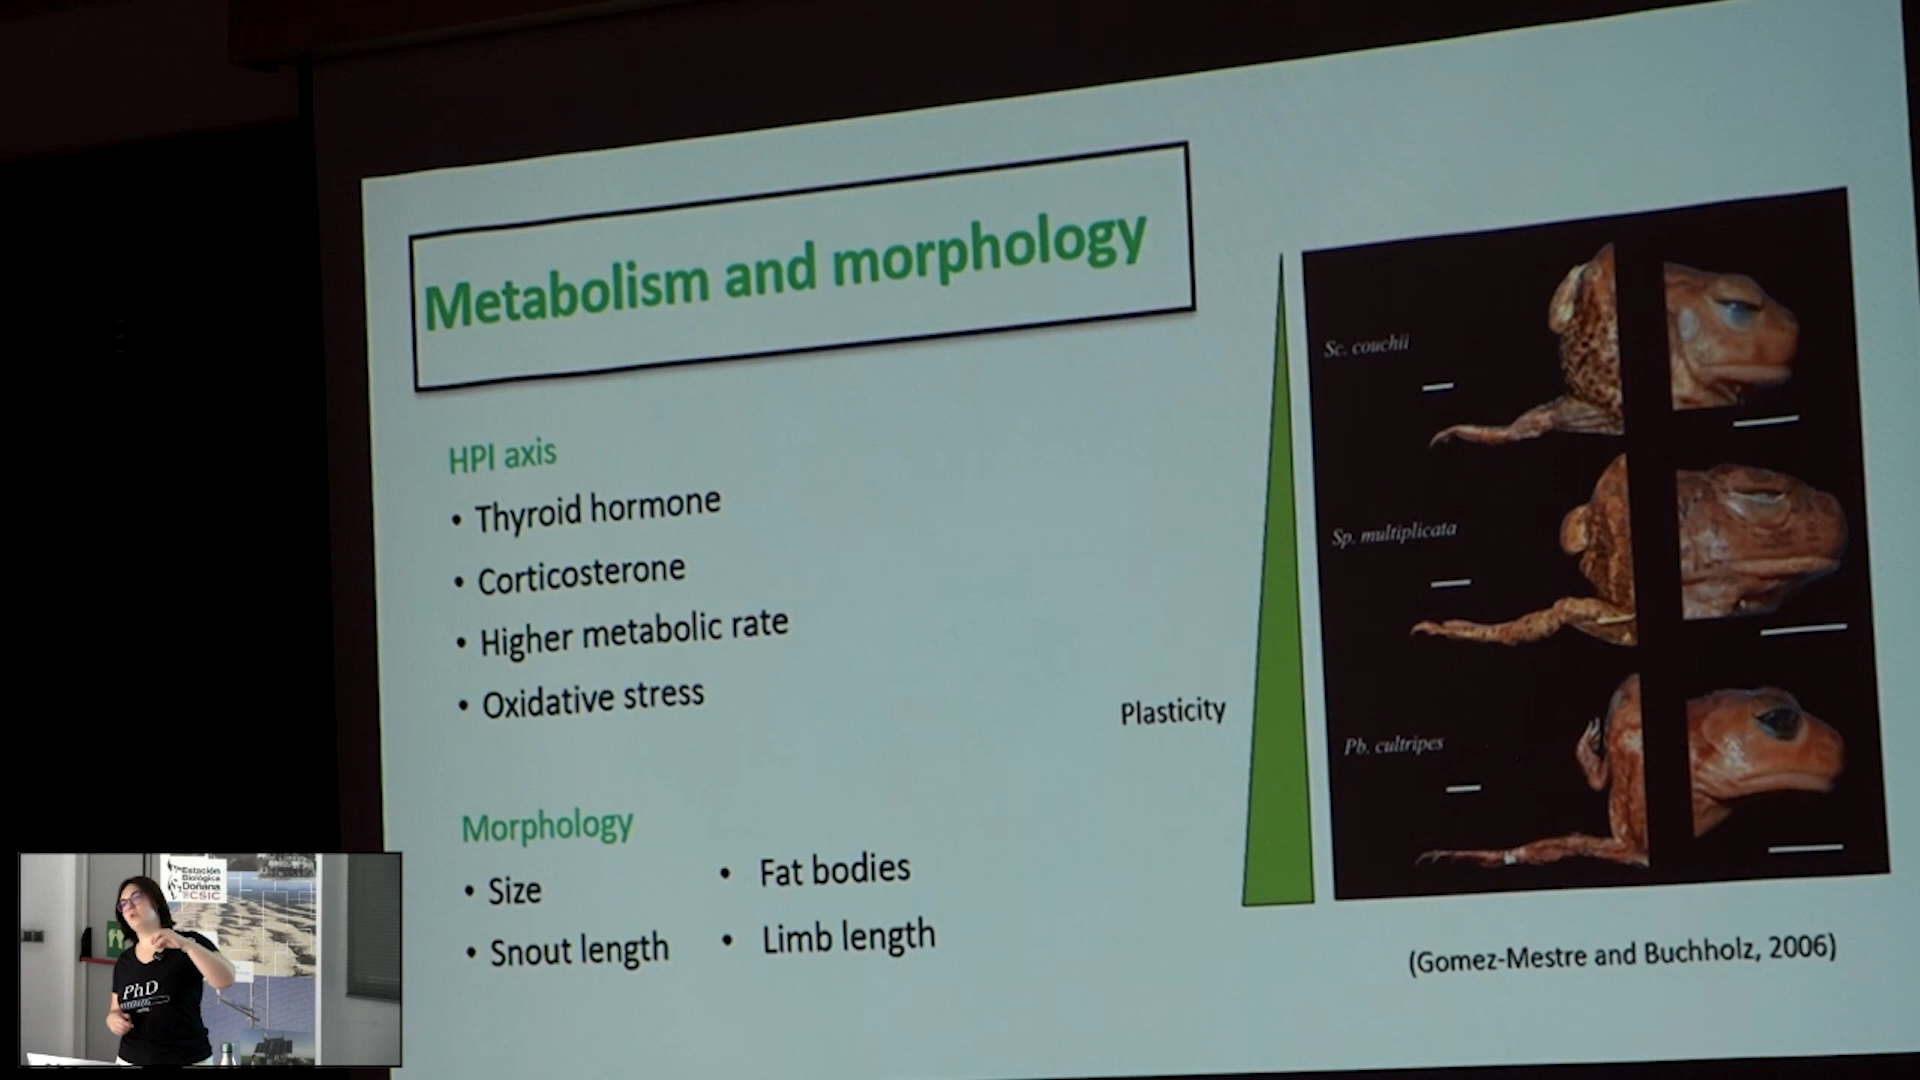 Metabolism and morphology
HPI axis
• Thyroid hormone
• Corticosterone
• Higher metabolic rate
• Oxidative stress
Morphology
• Size
• Snout length
• Fat bodies
• Limb length
Plasticity
Sc. couchii
Sp. multiplicata
Pb. cultripes
(Gomez-Mestre and Buchholz, 2006)
Estación
Biológica
Doñana
CSIC
PhD